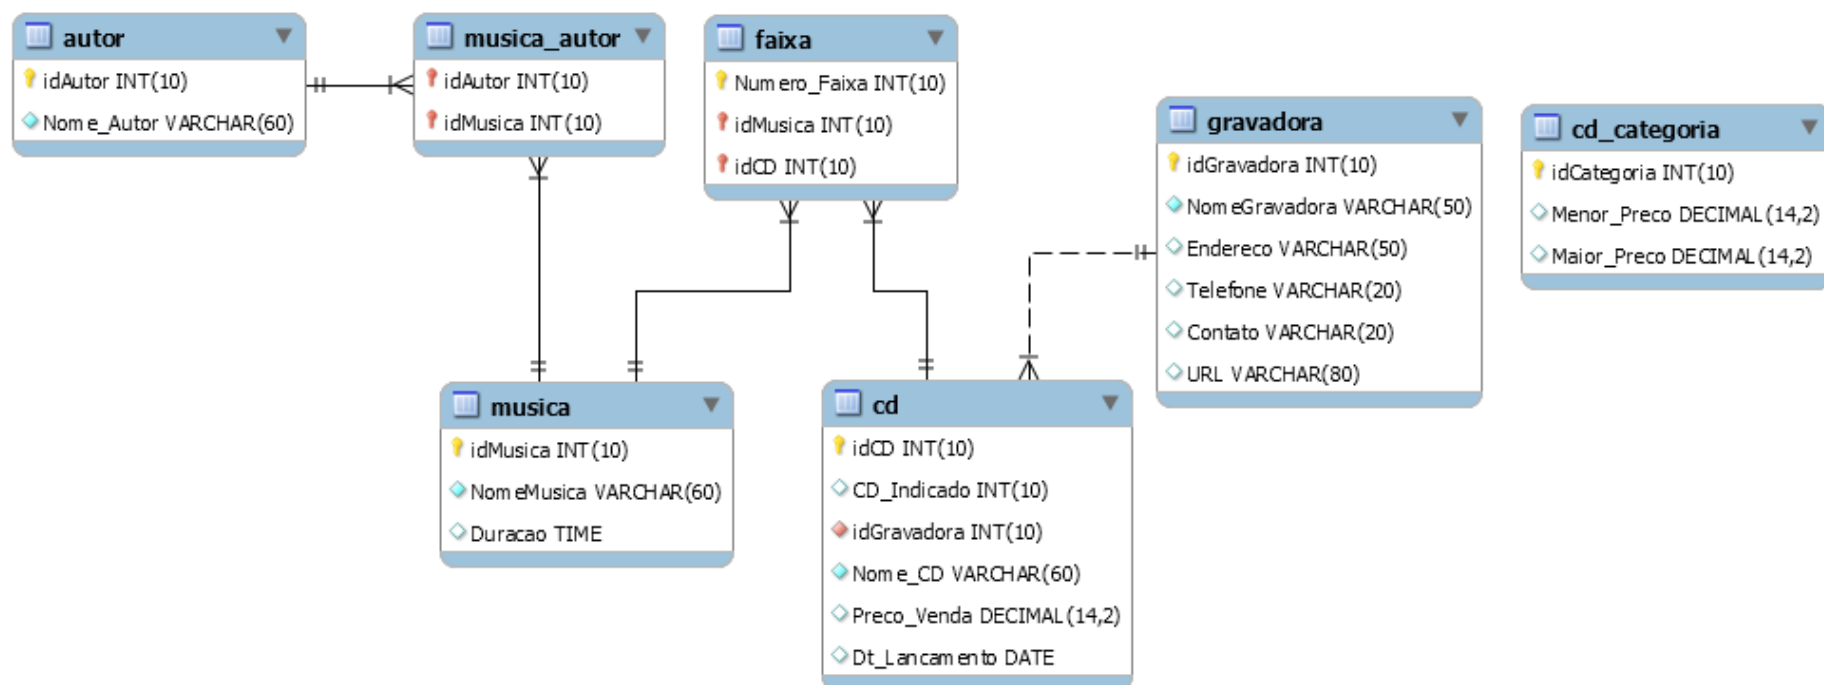 autor
idAutor INT(10)
Nome_Autor VARCHAR(60)
musica_autor
idAutor INT(10)
idMusica INT(10)
faixa
Numero_Faixa INT(10)
idMusica INT(10)
idCD INT(10)
gravadora
idGravadora INT(10)
NomeGravadora VARCHAR(50)
Endereco VARCHAR(50)
Telefone VARCHAR(20)
Contato VARCHAR(20)
URL VARCHAR(80)
cd_categoria
idCategoria INT(10)
Menor_Preco DECIMAL(14,2)
Maior_Preco DECIMAL(14,2)
musica
idMusica INT(10)
NomeMusica VARCHAR(60)
Duracao TIME
cd
idCD INT(10)
CD_Indicado INT(10)
idGravadora INT(10)
Nome_CD VARCHAR(60)
Preco_Venda DECIMAL(14,2)
Dt_Lancamento DATE